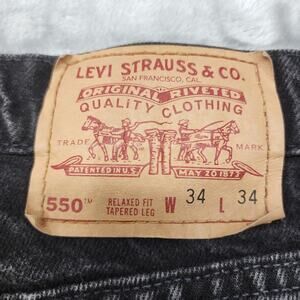 LEVI STRAUSS & CO.
SAN FRANCISCO, CAL.
ORIGINAL RIVETED
QUALITY CLOTHING
TRADE MARK
PATENTED IN U.S. MAY 20 1873
550™ RELAXED FIT TAPERED LEG W 34 L 34